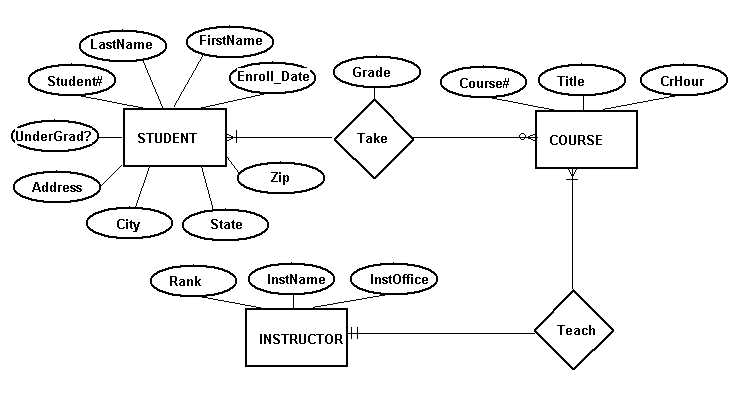 LastName
FirstName
Student#
Enroll_Date
Grade
Course#
Title
CrHour
(UnderGrad?
STUDENT
Take
COURSE
Address
Zip
City
State
Rank
InstName
InstOffice
INSTRUCTOR
Teach